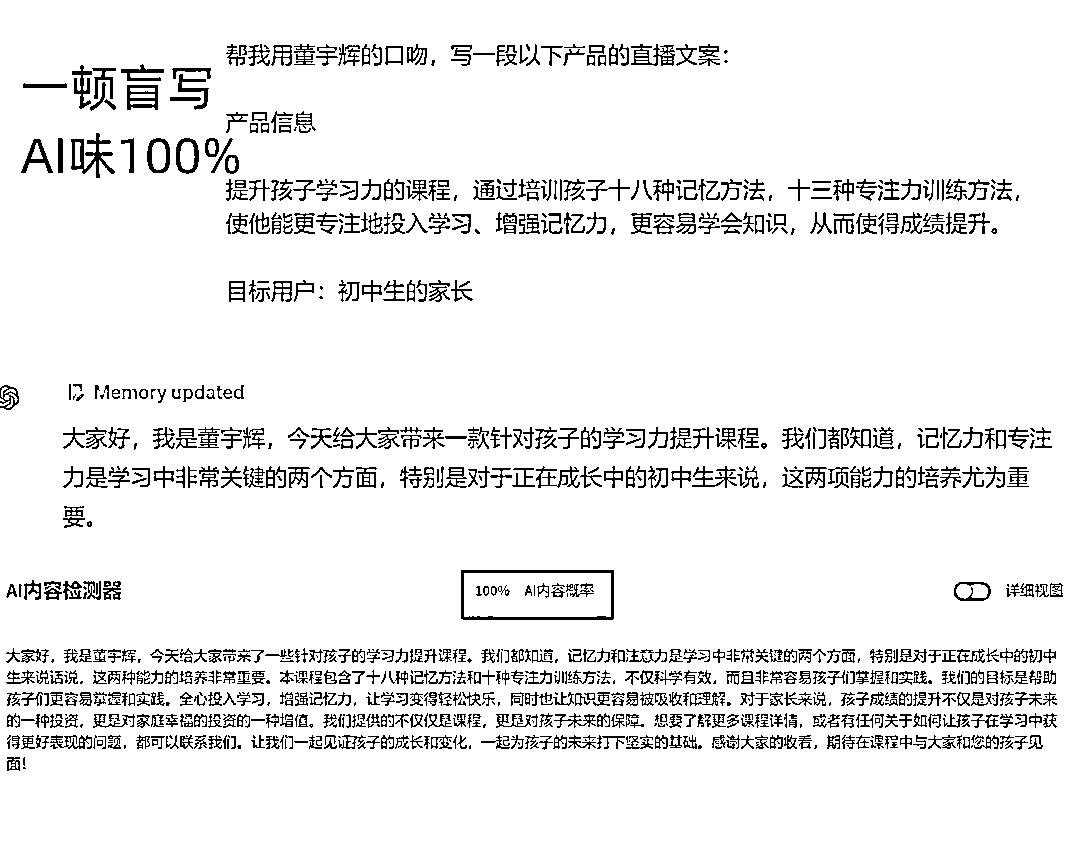 一顿盲写
AI味100%
帮我用董宇辉的口吻，写一段以下产品的直播文案：
产品信息
提升孩子学习力的课程，通过培训孩子十八种记忆方法，十三种专注力训练方法，
使他能更专注地投入学习、增强记忆力，更容易学会知识，从而使得成绩提升。
目标用户：初中生的家长
Memory updated
大家好，我是董宇辉，今天给大家带来一款针对孩子的学习力提升课程。我们都知道，记忆力和专注
力是学习中非常关键的两个方面，特别是对于正在成长中的初中生来说，这两项能力的培养尤为重
要。
AI内容检测器
100% AI内容概率
详细视图
大家好，我是董宇辉，今天给大家带来了一些针对孩子的学习力提升课程。我们都知道，记忆力和注意力是学习中非常关键的两个方面，特别是对于正在成长中的初中
生来说话说，这两种能力的培养非常重要。本课程包含了十八种记忆方法和十种专注力训练方法，不仅科学有效，而且非常容易孩子们掌握和实践。我们的目标是帮助
孩子们更容易掌握和实践。全心投入学习，增强记忆力，让学习变得轻松快乐，同时也让知识更容易被吸收和理解。对于家长来说，孩子成绩的提升不仅是对孩子未来
的一种投资，更是对家庭幸福的投资的一种增值。我们提供的不仅仅是课程，更是对孩子未来的保障。想要了解更多课程详情，或者有任何关于如何让孩子在学习中获
得更好表现的问题，都可以联系我们。让我们一起见证孩子的成长和变化，一起为孩子的未来打下坚实的基础。感谢大家的收看，期待在课程中与大家和您的孩子见
面！